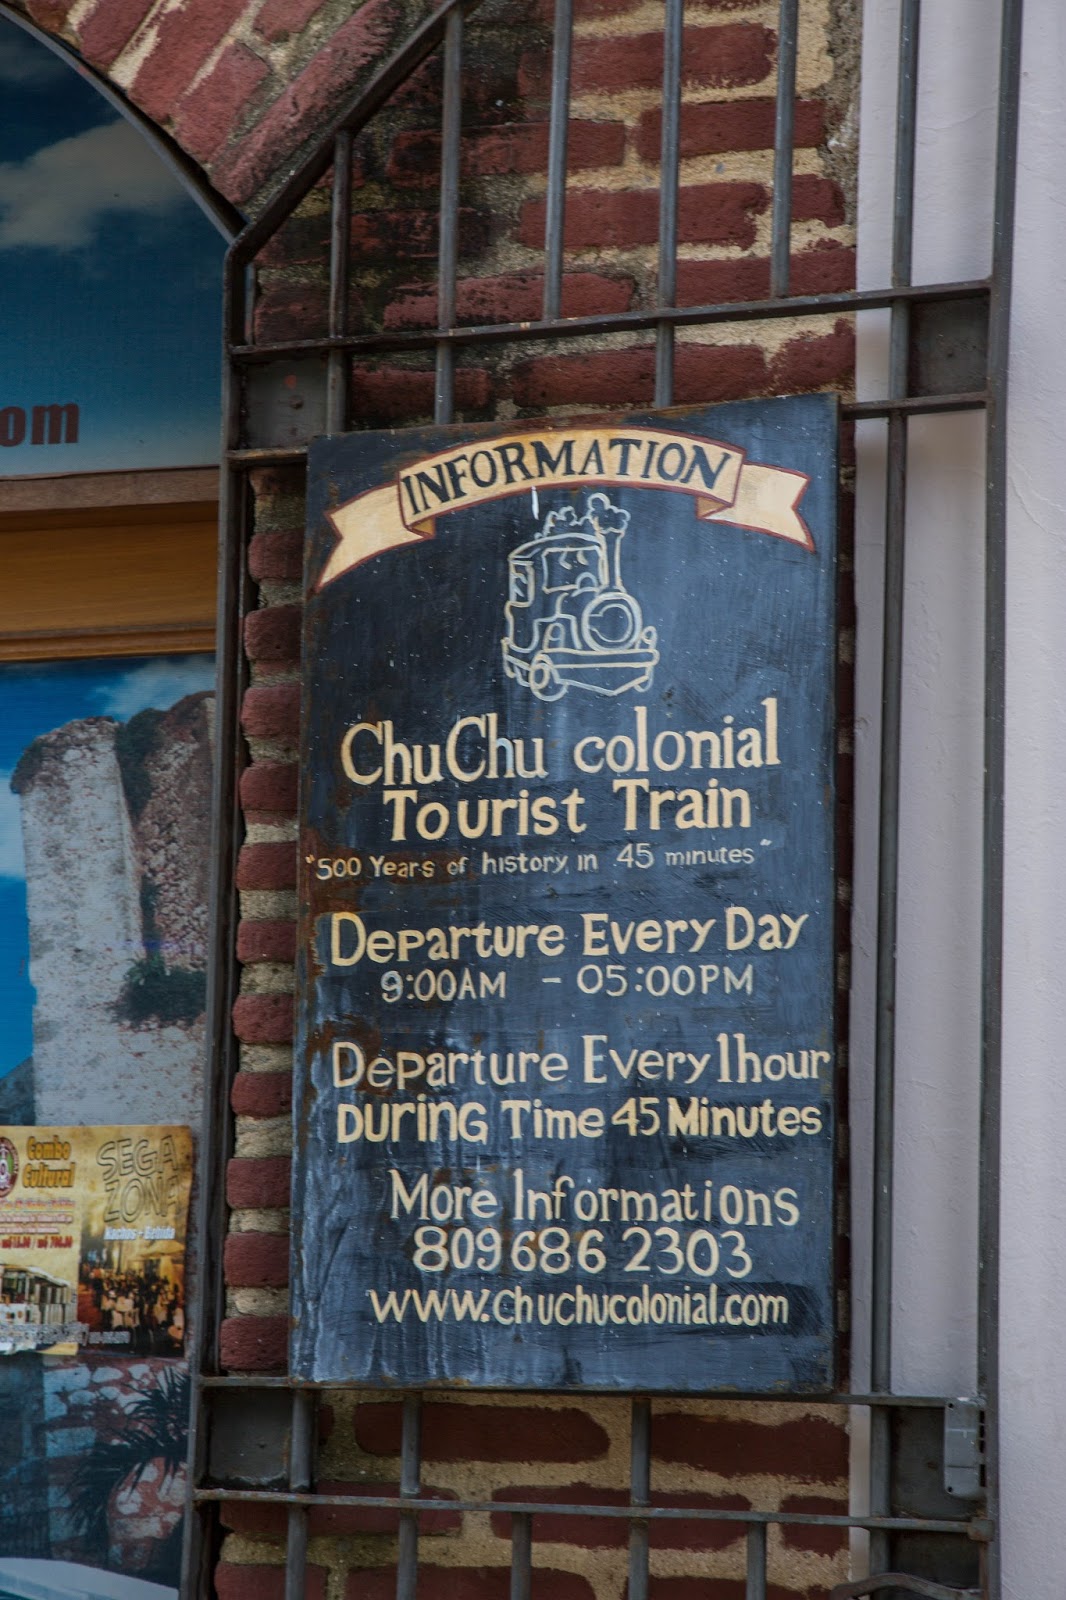 om
INFORMATION
ChuChu colonial
Tourist Train
"500 Years of history, in 45 minutes"
Departure Every Day
9:00AM - 05:00PM
Departure Every 1hour
During Time 45 Minutes
More Informations
809 686 2303
www.chuchucolonial.com
Combo
Cultural
SEGA
ZONA
Nachos + Bebida